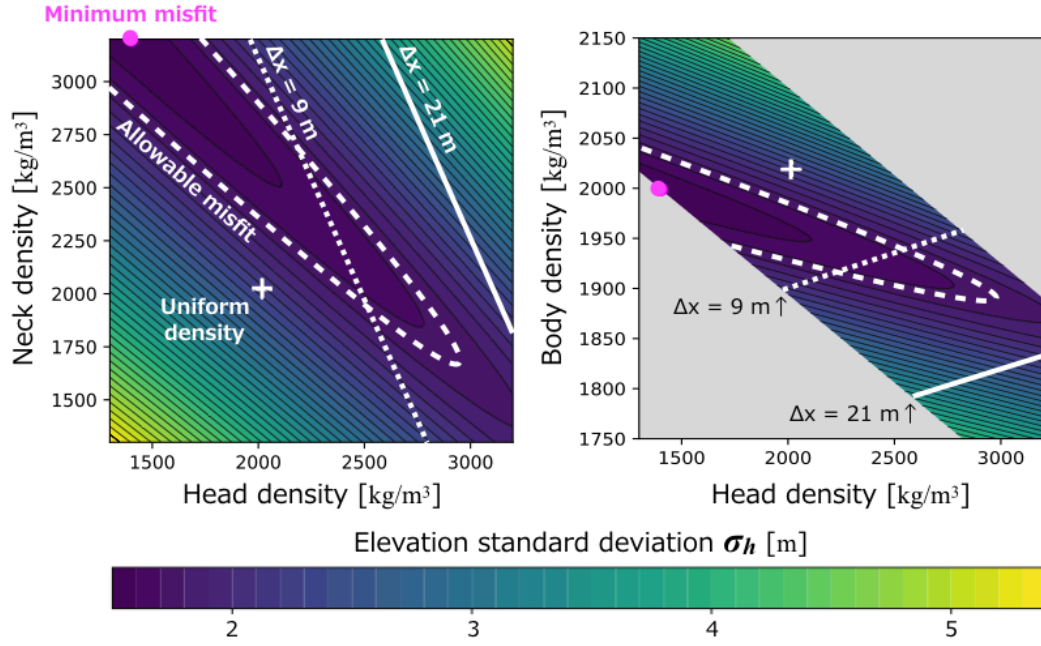 Minimum misfit
Neck density [kg/m³]
3000
2750
2500
2250
2000
1750
1500
Δx = 9 m
Δx = 21 m
Allowable misfit
Uniform
density
1500
2000
2500
3000
Head density [kg/m³]
Body density [kg/m³]
2150
2100
2050
2000
1950
1900
1850
1800
1750
Δx = 9 m↑
Δx = 21 m↑
1500
2000
2500
3000
Head density [kg/m³]
Elevation standard deviation σₕ [m]
2
3
4
5